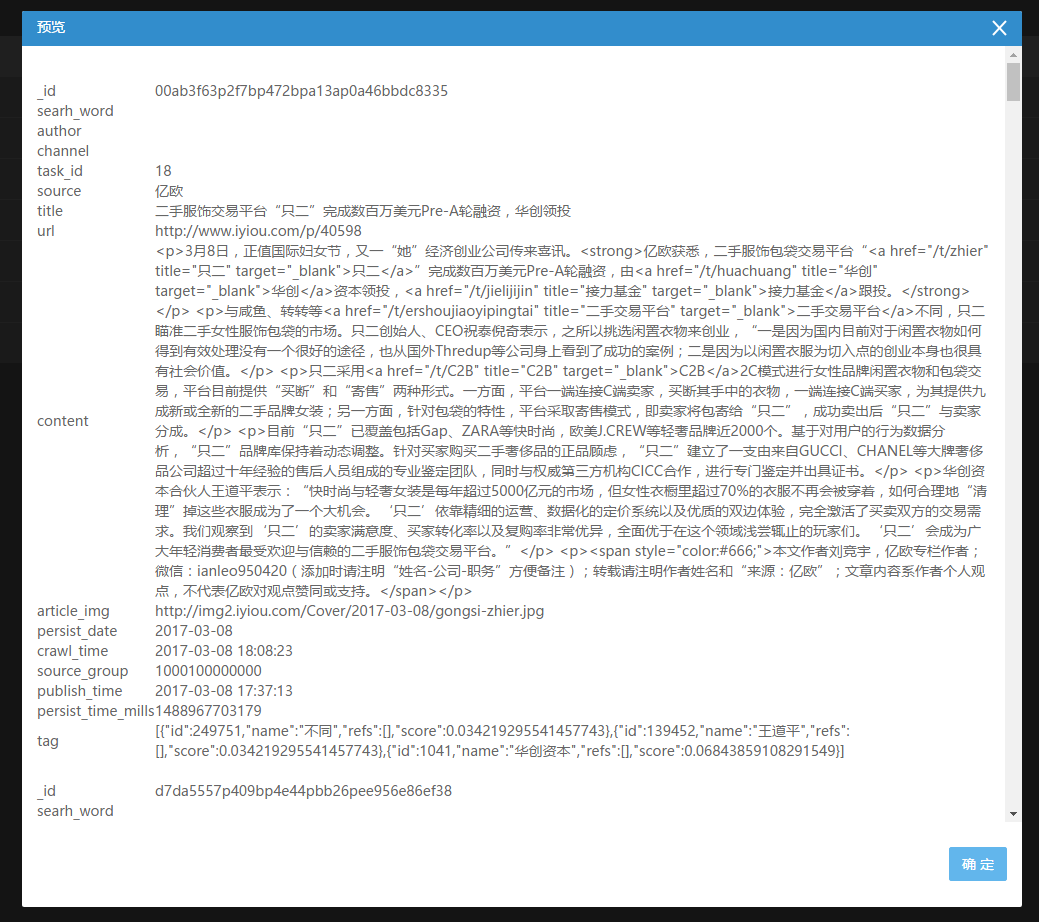 预览
_id 00ab3f63p2f7bp472bpa13ap0a46bbdc8335
searh_word
author
channel
task_id 18
source 亿欧
title 二手服饰交易平台“只二”完成数百万美元Pre-A轮融资，华创领投
url http://www.iyiou.com/p/40598
<p>3月8日，正值国际妇女节，又一“她”经济创业公司传来喜讯。<strong>亿欧获悉，二手服饰包袋交易平台“<a href="/t/zhier"
title="只二" target="_blank">只二</a>”完成数百万美元Pre-A轮融资，由<a href="/t/huachuang" title="华创"
target="_blank">华创</a>资本领投，<a href="/t/jielijijin" title="接力基金" target="_blank">接力基金</a>跟投。</strong>
</p> <p>与咸鱼、转转等<a href="/t/ershoujiaoyipingtai" title="二手交易平台" target="_blank">二手交易平台</a>不同，只二
瞄准二手女性服饰包袋的市场。只二创始人、CEO祝泰倪奇表示，之所以挑选闲置衣物来创业，“一是因为国内目前对于闲置衣物如何
得到有效处理没有一个很好的途径，也从国外Thredup等公司身上看到了成功的案例；二是因为以闲置衣服为切入点的创业本身也很具
有社会价值。</p> <p>只二采用<a href="/t/C2B" title="C2B" target="_blank">C2B</a>2C模式进行女性品牌闲置衣物和包袋交
易，平台目前提供“买断”和“寄售”两种形式。一方面，平台一端连接C端卖家，买断其手中的衣物，一端连接C端买家，为其提供九
成新或全新的二手品牌女装；另一方面，针对包袋的特性，平台采取寄售模式，即卖家将包寄给“只二”，成功卖出后“只二”与卖家
content 分成。</p> <p>目前“只二”已覆盖包括Gap、ZARA等快时尚，欧美J.CREW等轻奢品牌近2000个。基于对用户的行为数据分
析，“只二”品牌库保持着动态调整。针对买家购买二手奢侈品的正品顾虑，“只二”建立了一支由来自GUCCI、CHANEL等大牌奢侈
品公司超过十年经验的售后人员组成的专业鉴定团队，同时与权威第三方机构CICC合作，进行专门鉴定并出具证书。</p> <p>华创资
本合伙人王道平表示：“快时尚与轻奢女装是每年超过5000亿元的市场，但女性衣橱里超过70%的衣服不再会被穿着，如何合理地“清
理”掉这些衣服成为了一个大机会。‘只二’依靠精细的运营、数据化的定价系统以及优质的双边体验，完全激活了买卖双方的交易需
求。我们观察到‘只二’的卖家满意度、买家转化率以及复购率非常优异，全面优于在这个领域浅尝辄止的玩家们。‘只二’会成为广
大年轻消费者最受欢迎与信赖的二手服饰包袋交易平台。”</p> <p><span style="color:#666;">本文作者刘竞宇，亿欧专栏作者；
微信：ianleo950420（添加时请注明“姓名-公司-职务”方便备注）；转载请注明作者姓名和“来源：亿欧”；文章内容系作者个人观
点，不代表亿欧对观点赞同或支持。</span></p>
article_img http://img2.iyiou.com/Cover/2017-03-08/gongsi-zhier.jpg
persist_date 2017-03-08
crawl_time 2017-03-08 18:08:23
source_group 1000100000000
publish_time 2017-03-08 17:37:13
persist_time_mills 1488967703179
[{"id":249751,"name":"不同","refs":[],"score":0.034219295541457743},{"id":139452,"name":"王道平","refs":
tag [],"score":0.034219295541457743},{"id":1041,"name":"华创资本","refs":[],"score":0.06843859108291549}]
_id d7da5557p409bp4e44pbb26pee956e86ef38
searh_word
确 定